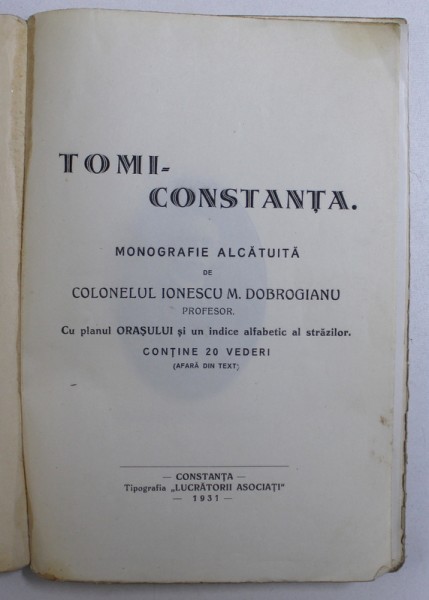 TOMI-
CONSTANȚA.
MONOGRAFIE ALCĂTUITĂ
DE
COLONELUL IONESCU M. DOBROGIANU
PROFESOR.
Cu planul ORAȘULUI și un indice alfabetic al străzilor.
CONȚINE 20 VEDERI
(AFARĂ DIN TEXT)
— CONSTANȚA —
Tipografia „LUCRĂTORII ASOCIAȚI"
— 1931 —